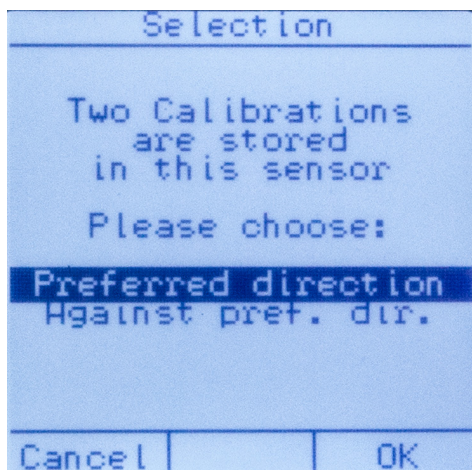 Selection
Two Calibrations
are stored
in this sensor
Please choose:
Preferred direction
Against pref. dir.
Cancel
OK